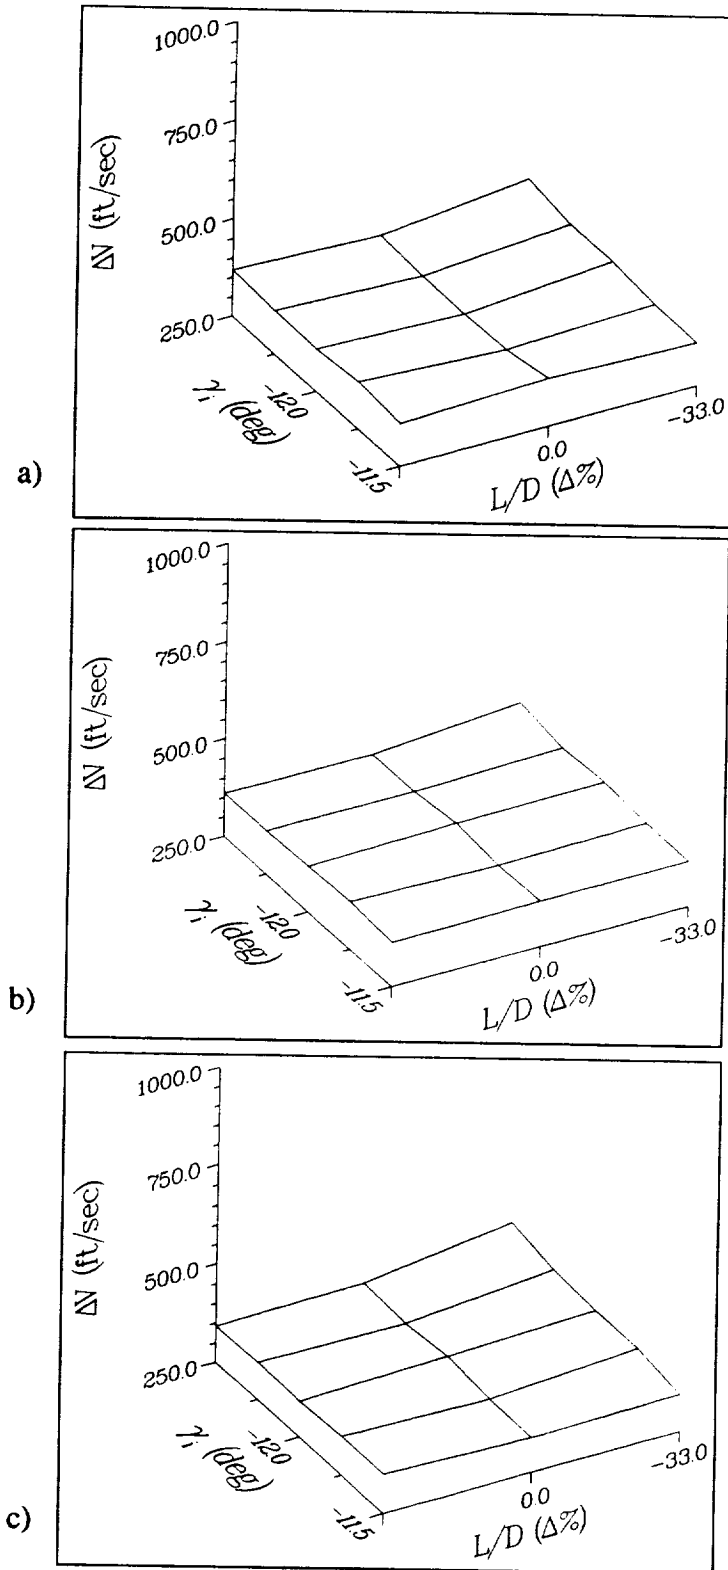 a)
1000.0
750.0
500.0
250.0
ΔV (ft/sec)
γi (deg)
-12.0
-11.5
L/D (Δ%)
0.0
-33.0
b)
1000.0
750.0
500.0
250.0
ΔV (ft/sec)
γi (deg)
-12.0
-11.5
L/D (Δ%)
0.0
-33.0
c)
1000.0
750.0
500.0
250.0
ΔV (ft/sec)
γi (deg)
-12.0
-11.5
L/D (Δ%)
0.0
-33.0